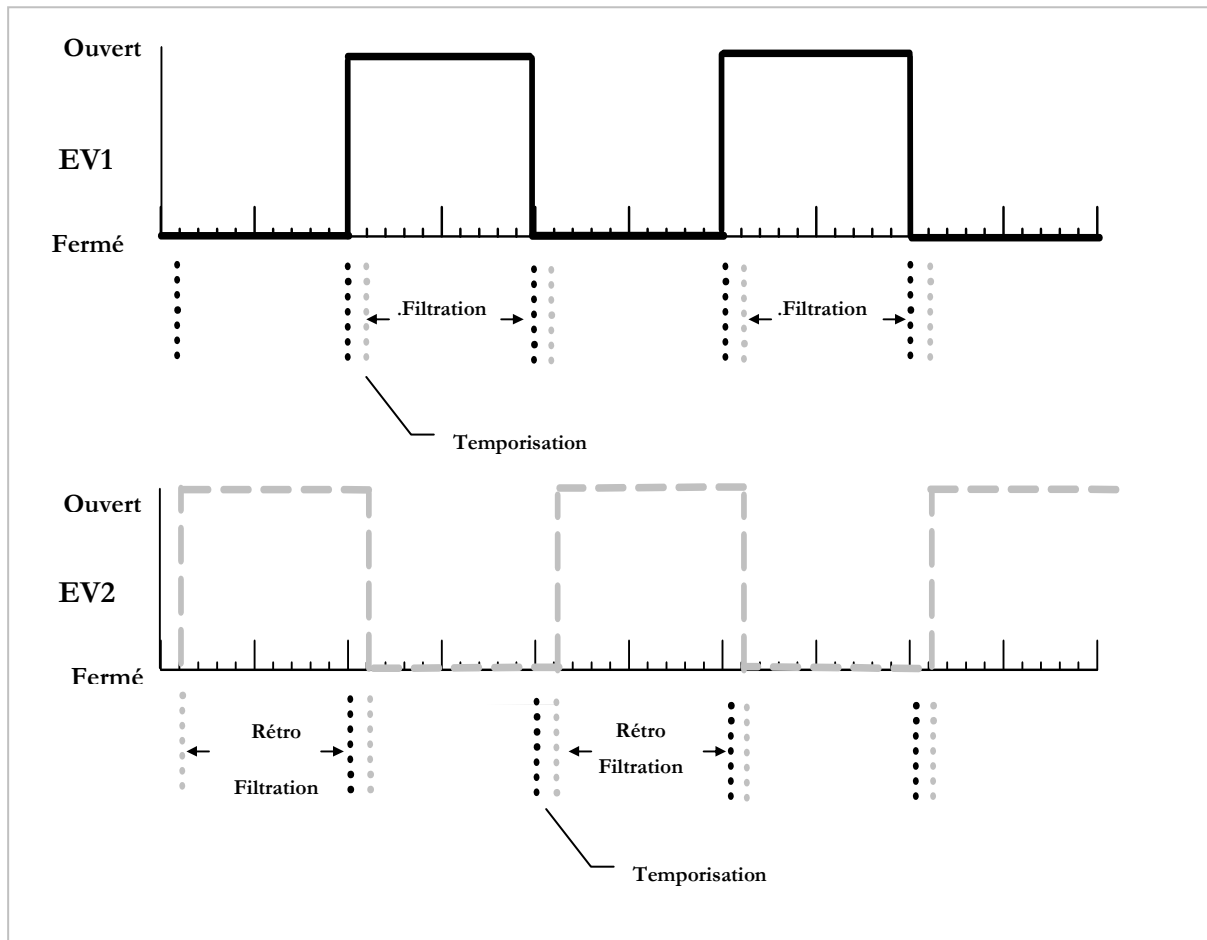 Ouvert
EV1
Fermé
.Filtration
.Filtration
Temporisation
Ouvert
EV2
Fermé
Rétro
Filtration
Rétro
Filtration
Temporisation